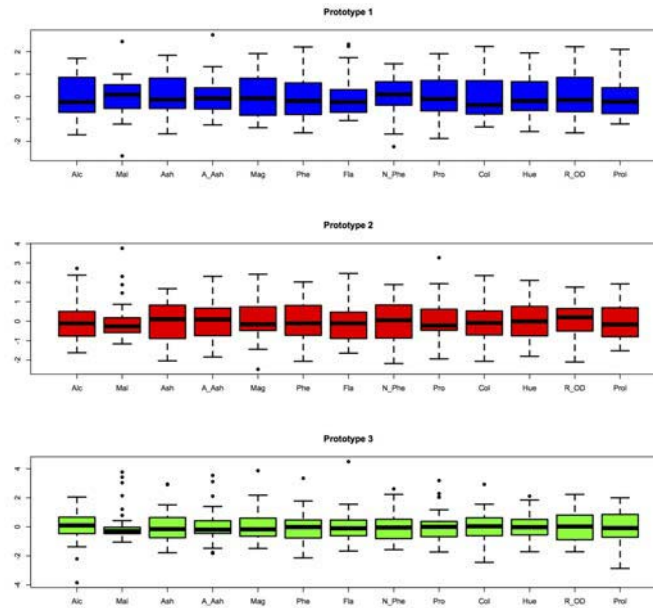 Prototype 1
2
1
0
-1
-2
Alc Mal Ash A_Ash Mag Phe Fla N_Phe Pro Col Hue R_OD Prol
Prototype 2
4
3
2
1
0
-1
-2
Alc Mal Ash A_Ash Mag Phe Fla N_Phe Pro Col Hue R_OD Prol
Prototype 3
4
2
0
-2
-4
Alc Mal Ash A_Ash Mag Phe Fla N_Phe Pro Col Hue R_OD Prol